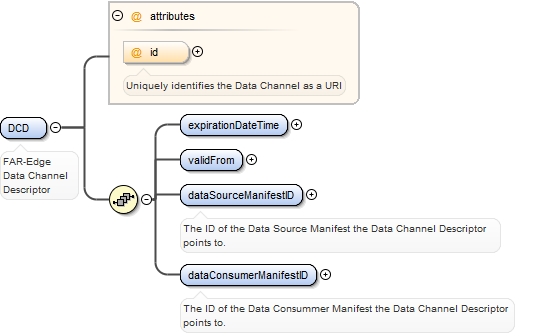 @ attributes
@ id
Uniquely identifies the Data Channel as a URI
DCD
FAR-Edge
Data Channel
Descriptor
expirationDateTime
validFrom
dataSourceManifestID
The ID of the Data Source Manifest the Data Channel Descriptor
points to.
dataConsumerManifestID
The ID of the Data Consummer Manifest the Data Channel Descriptor
points to.